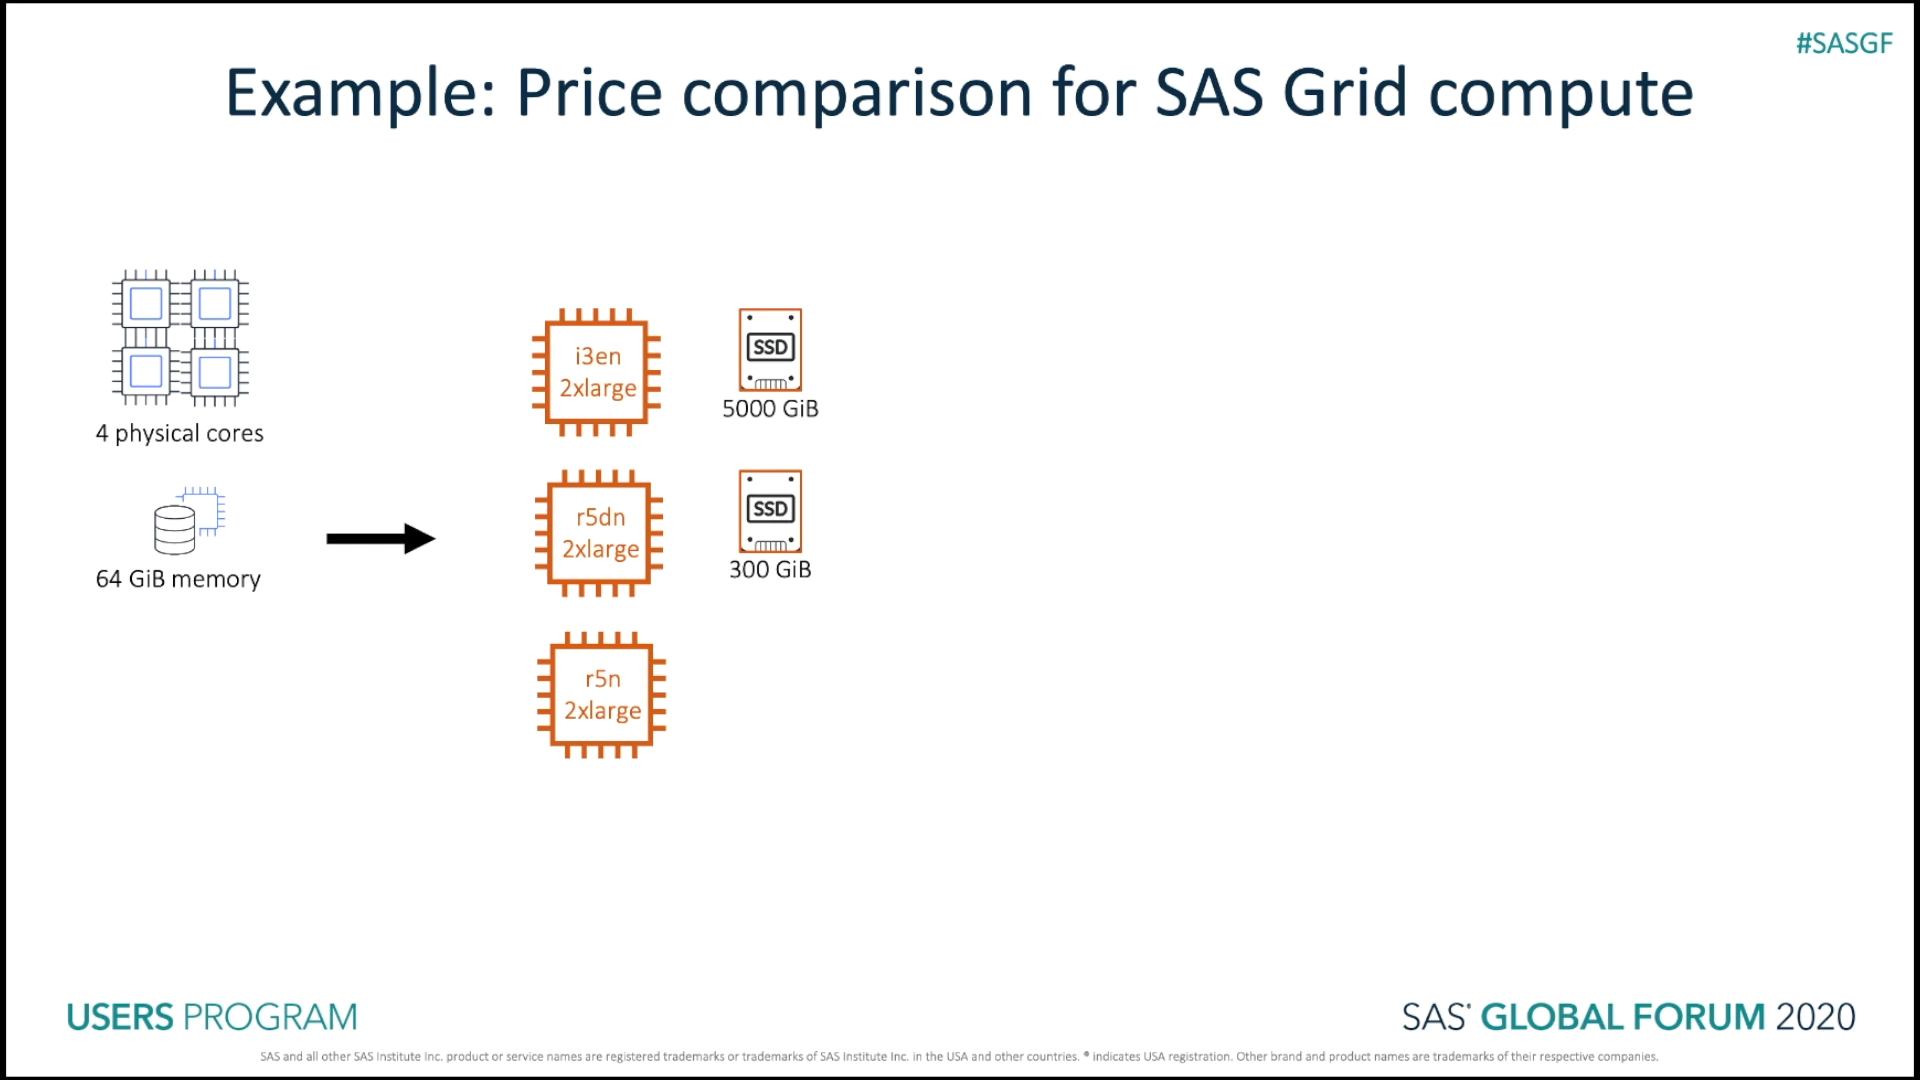 #SASGF
Example: Price comparison for SAS Grid compute
4 physical cores
64 GiB memory
i3en
2xlarge
SSD
5000 GiB
r5dn
2xlarge
SSD
300 GiB
r5n
2xlarge
USERS PROGRAM
SAS® GLOBAL FORUM 2020
SAS and all other SAS Institute Inc. product or service names are registered trademarks or trademarks of SAS Institute Inc. in the USA and other countries. ® indicates USA registration. Other brand and product names are trademarks of their respective companies.